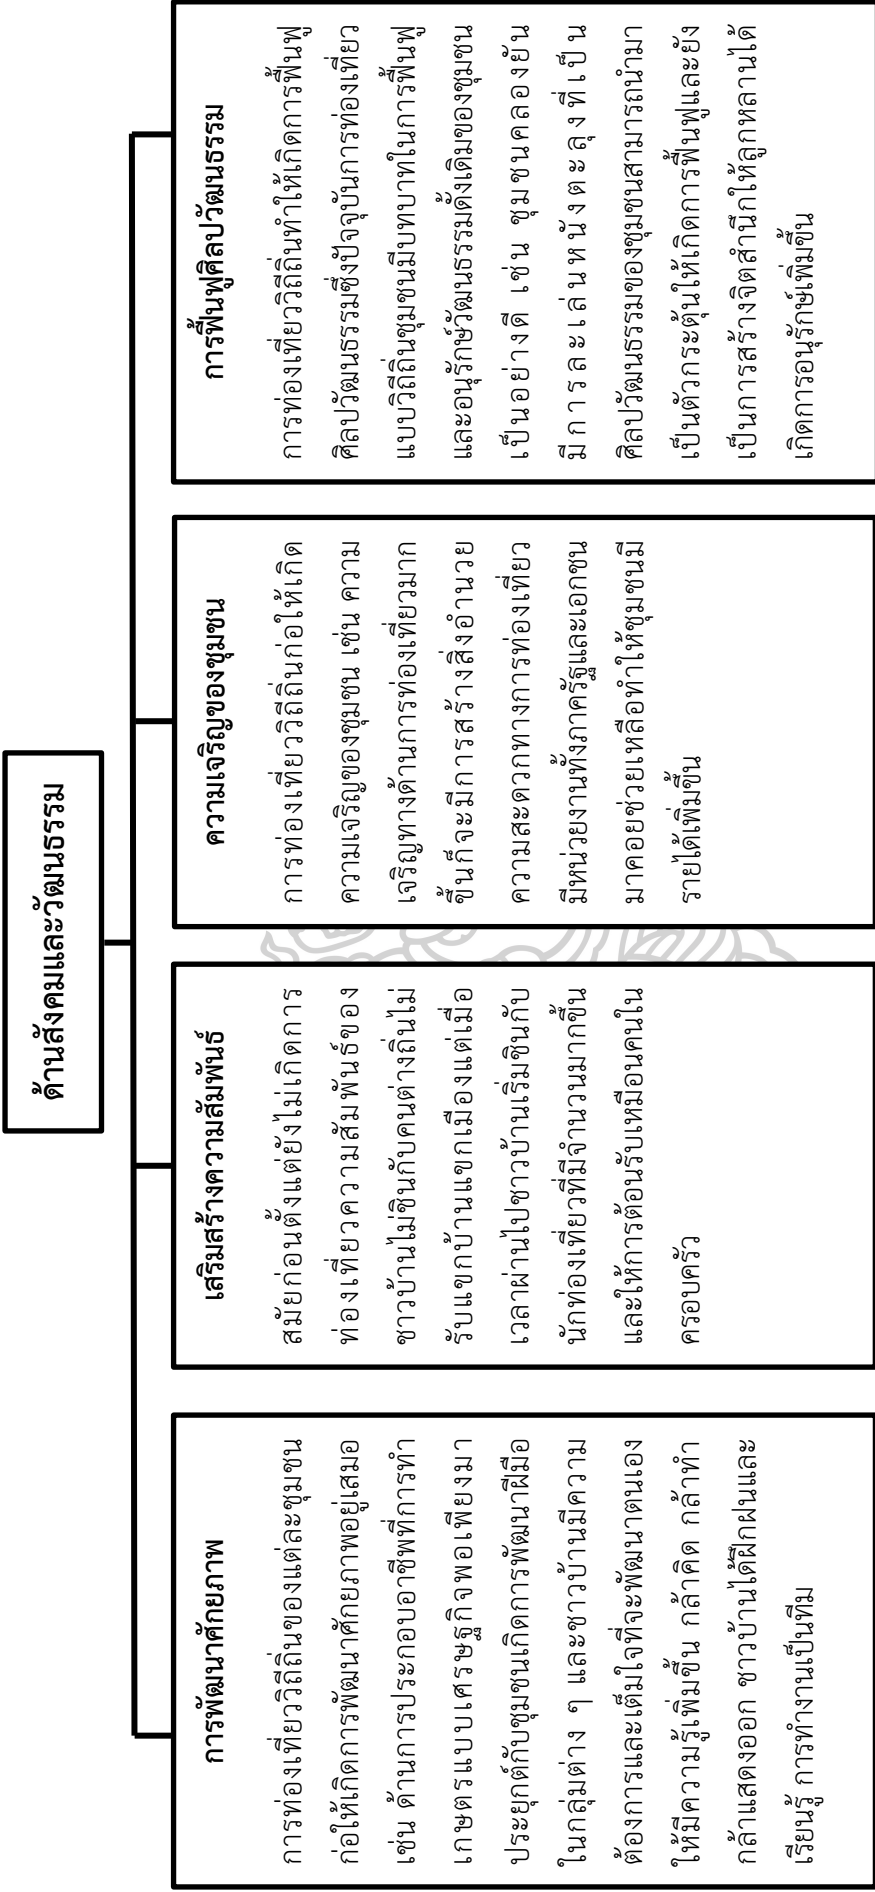 ด้านสังคมและวัฒนธรรม
การพัฒนาศักยภาพ
การท่องเที่ยววิถีถิ่นของแต่ละชุมชน
ก่อให้เกิดการพัฒนาศักยภาพอยู่เสมอ
เช่น ด้านการประกอบอาชีพที่การทำ
เกษตรแบบเศรษฐกิจพอเพียงมา
ประยุกต์กับชุมชนเกิดการพัฒนาฝีมือ
ในกลุ่มต่าง ๆ และชาวบ้านมีความ
ต้องการและเต็มใจที่จะพัฒนาตนเอง
ให้มีความรู้เพิ่มขึ้น กล้าคิด กล้าทำ
กล้าแสดงออก ชาวบ้านได้ฝึกฝนและ
เรียนรู้ การทำงานเป็นทีม
เสริมสร้างความสัมพันธ์
สมัยก่อนตั้งแต่ยังไม่เกิดการ
ท่องเที่ยวความสัมพันธ์ของ
ชาวบ้านไม่ชินกับคนต่างถิ่นไม่
รับแขกบ้านแขกเมืองแต่เมื่อ
เวลาผ่านไปชาวบ้านเริ่มชินกับ
นักท่องเที่ยวที่มีจำนวนมากขึ้น
และให้การต้อนรับเหมือนคนใน
ครอบครัว
ความเจริญของชุมชน
การท่องเที่ยววิถีถิ่นก่อให้เกิด
ความเจริญของชุมชน เช่น ความ
เจริญทางด้านการท่องเที่ยวมาก
ขึ้นก็จะมีการสร้างสิ่งอำนวย
ความสะดวกทางการท่องเที่ยว
มีหน่วยงานทั้งภาครัฐและเอกชน
มาคอยช่วยเหลือทำให้ชุมชนมี
รายได้เพิ่มขึ้น
การฟื้นฟูศิลปวัฒนธรรม
การท่องเที่ยววิถีถิ่นทำให้เกิดการฟื้นฟู
ศิลปวัฒนธรรมซึ่งปัจจุบันการท่องเที่ยว
แบบวิถีถิ่นชุมชนมีบทบาทในการฟื้นฟู
และอนุรักษ์วัฒนธรรมดั้งเดิมของชุมชน
เป็นอย่างดี เช่น ชุมชนคลองยัน
มีการละเล่นหนังตะลุงที่เป็น
ศิลปวัฒนธรรมของชุมชนสามารถนำมา
เป็นตัวกระตุ้นให้เกิดการฟื้นฟูและยัง
เป็นการสร้างจิตสำนึกให้ลูกหลานได้
เกิดการอนุรักษ์เพิ่มขึ้น